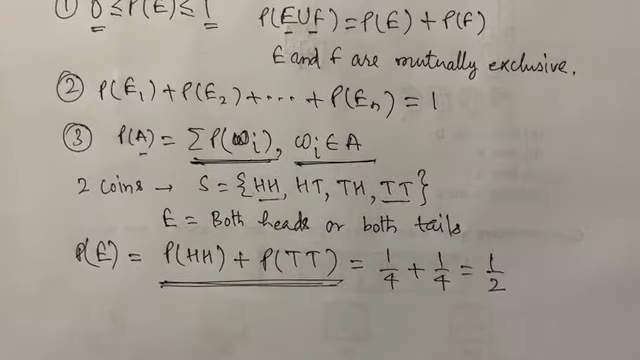 ① 0 ≤ P(E) ≤ 1 P(E∪F) = P(E) + P(F)
E and F are mutually exclusive.
② P(E₁) + P(E₂) + ... + P(Eₙ) = 1
③ P(A) = ∑ P(ωᵢ), ωᵢ ∈ A
2 coins → S = {HH, HT, TH, TT}
E = Both heads or both tails
P(E) = P(HH) + P(TT) = 1/4 + 1/4 = 1/2